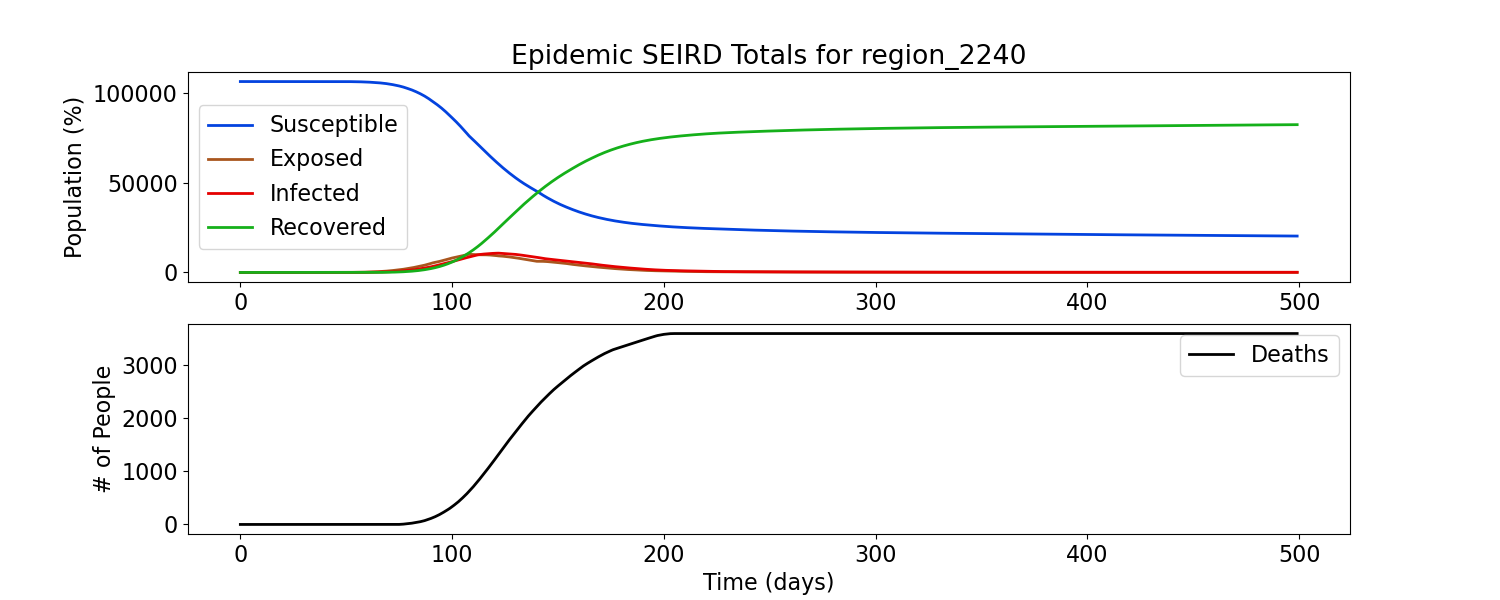 Epidemic SEIRD Totals for region_2240
Population (%)
100000
50000
0
Susceptible
Exposed
Infected
Recovered
0 100 200 300 400 500
# of People
3000
2000
1000
0
Deaths
0 100 200 300 400 500
Time (days)